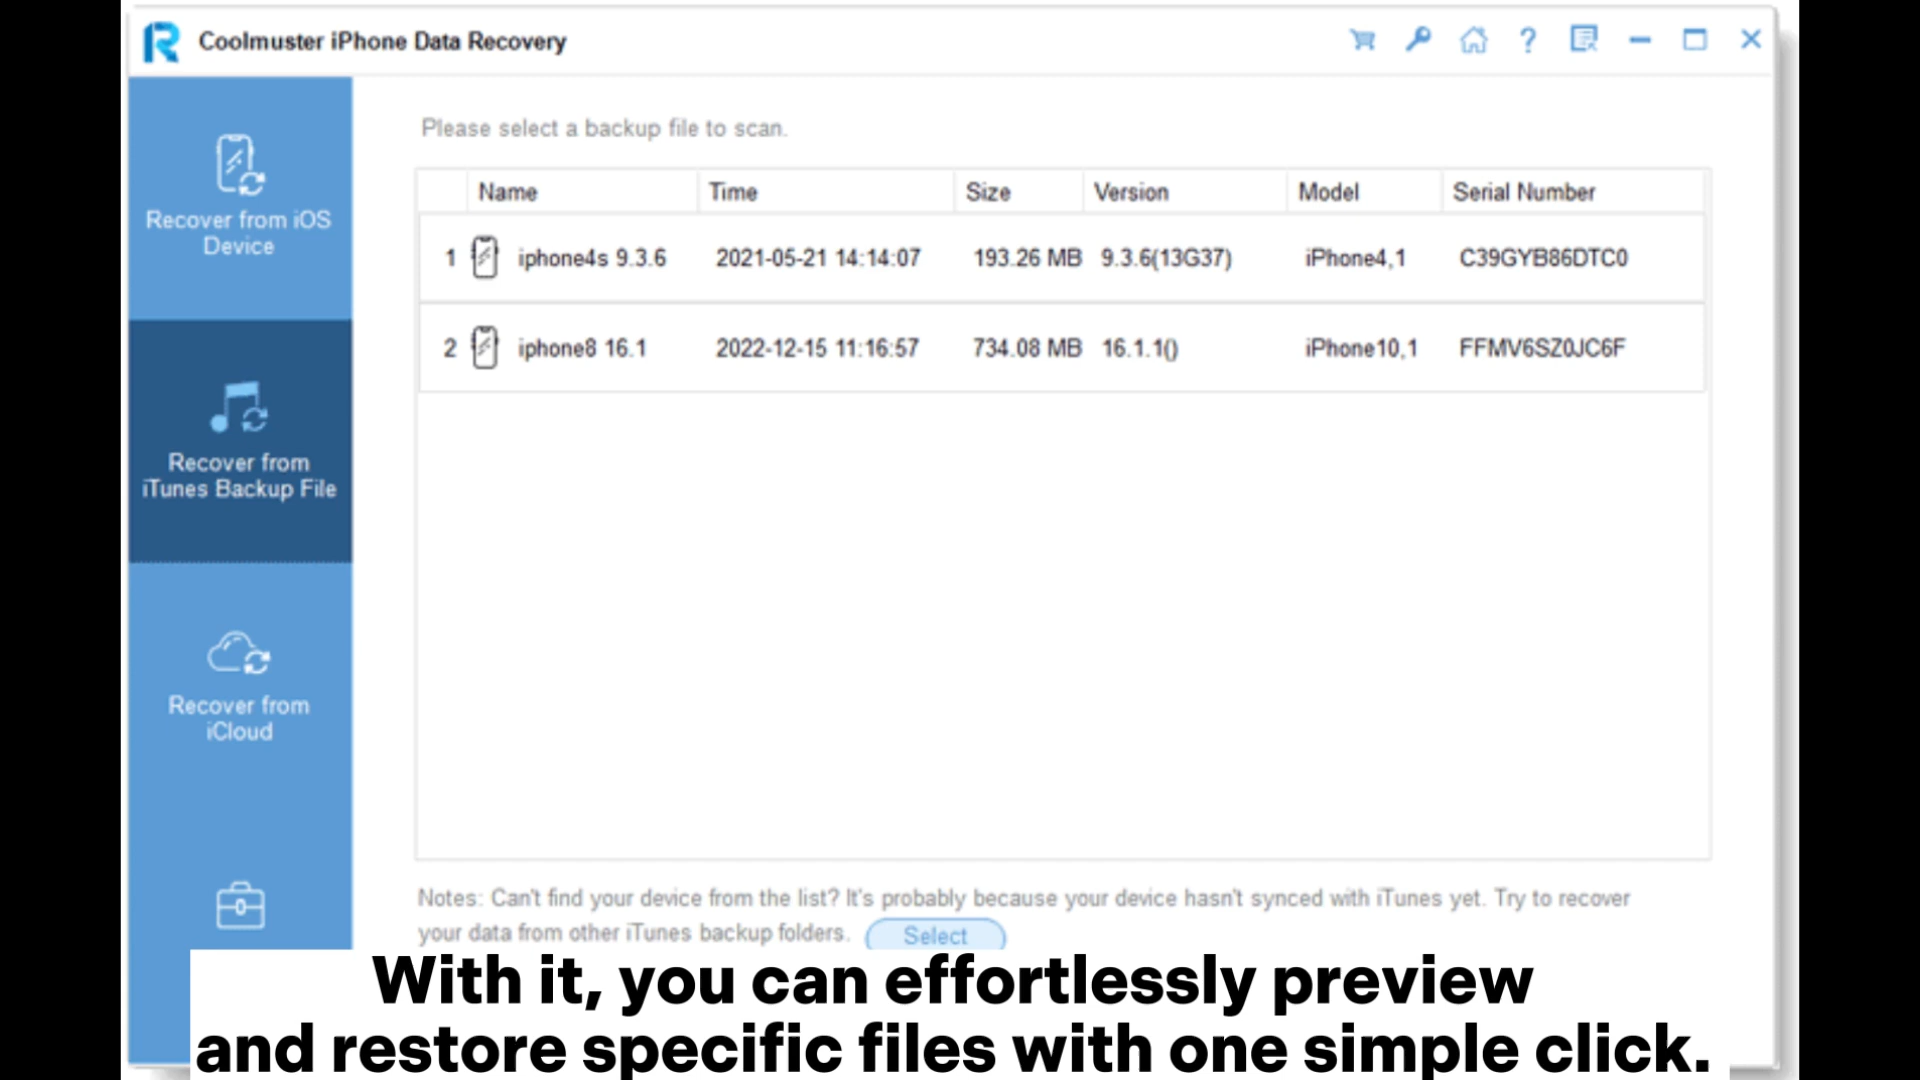 Coolmuster iPhone Data Recovery
Recover from iOS
Device
Recover from
iTunes Backup File
Recover from
iCloud
Please select a backup file to scan.
Name Time Size Version Model Serial Number
1 iphone4s 9.3.6 2021-05-21 14:14:07 193.26 MB 9.3.6(13G37) iPhone4,1 C39GYB86DTC0
2 iphone8 16.1 2022-12-15 11:16:57 734.08 MB 16.1.1() iPhone10,1 FFMV6SZ0JC6F
Notes: Can't find your device from the list? It's probably because your device hasn't synced with iTunes yet. Try to recover
your data from other iTunes backup folders. Select
With it, you can effortlessly preview
and restore specific files with one simple click.